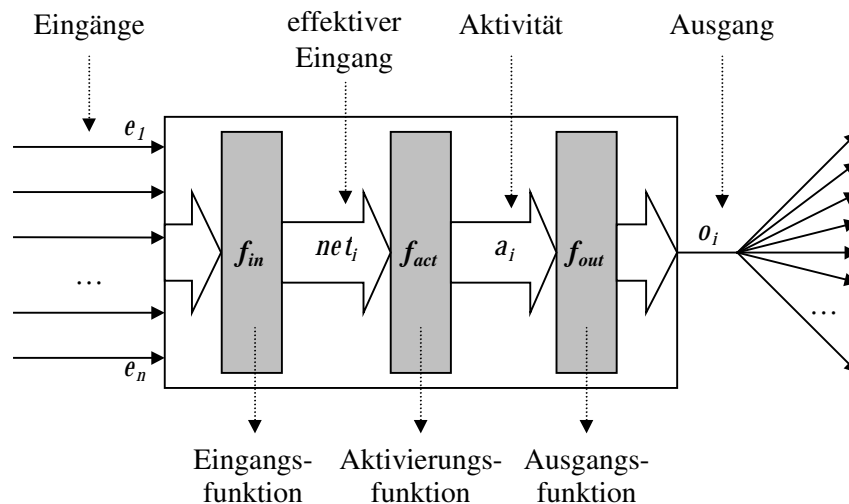 Eingänge
effektiver
Eingang
Aktivität
Ausgang
e1
...
en
fin
neti
fact
ai
fout
oi
...
Eingangs-
funktion
Aktivierungs-
funktion
Ausgangs-
funktion